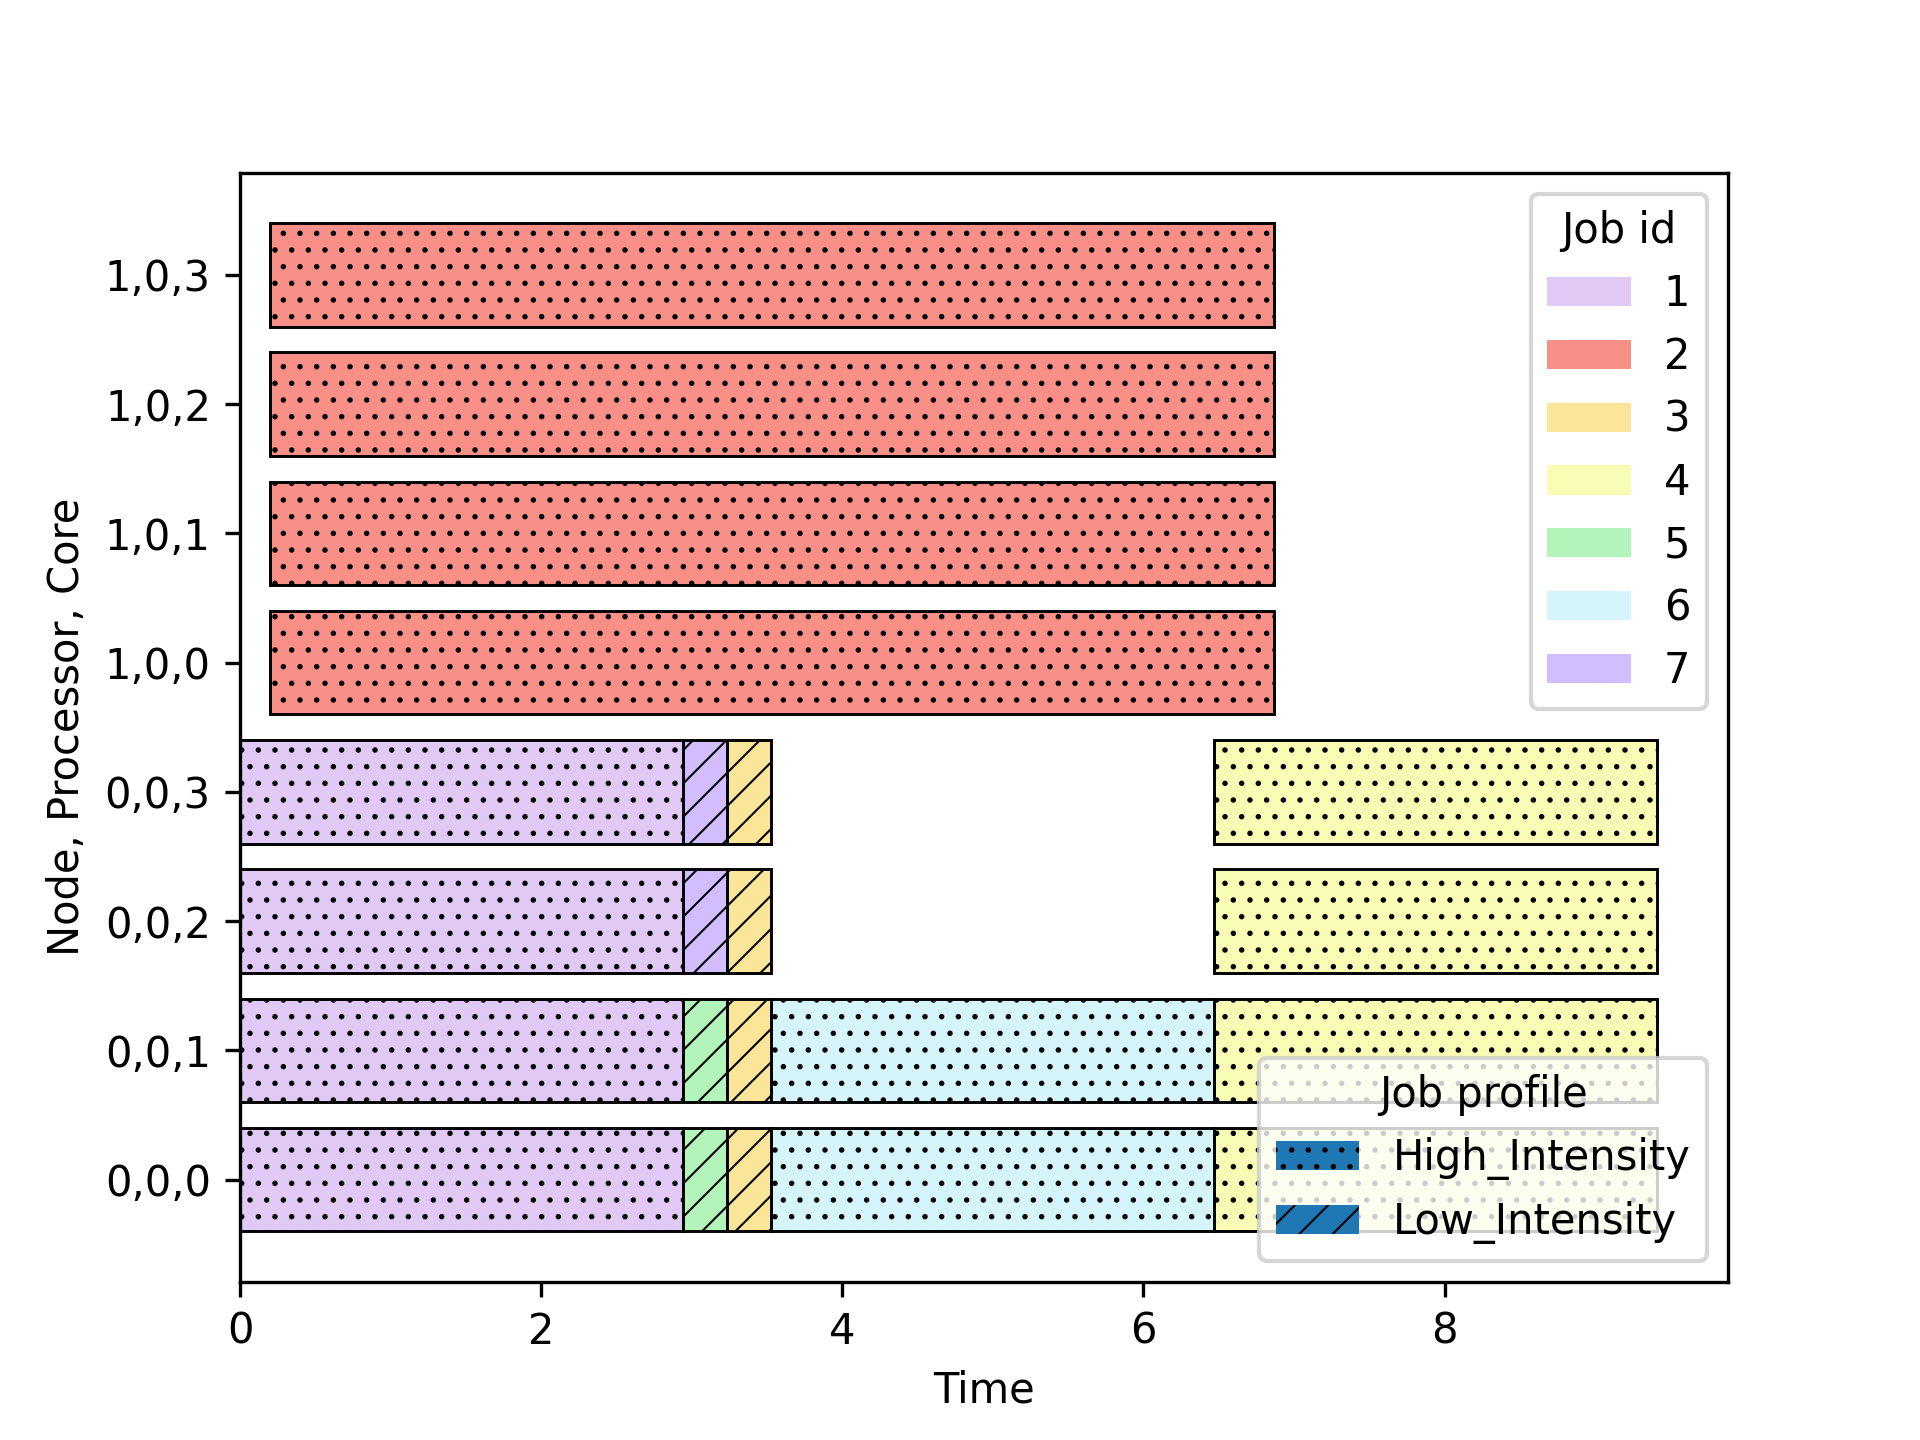 Job id
1
2
3
4
5
6
7
1,0,3
1,0,2
1,0,1
1,0,0
0,0,3
0,0,2
0,0,1
0,0,0
Node, Processor, Core
Job profile
High_Intensity
Low_Intensity
0 2 4 6 8
Time